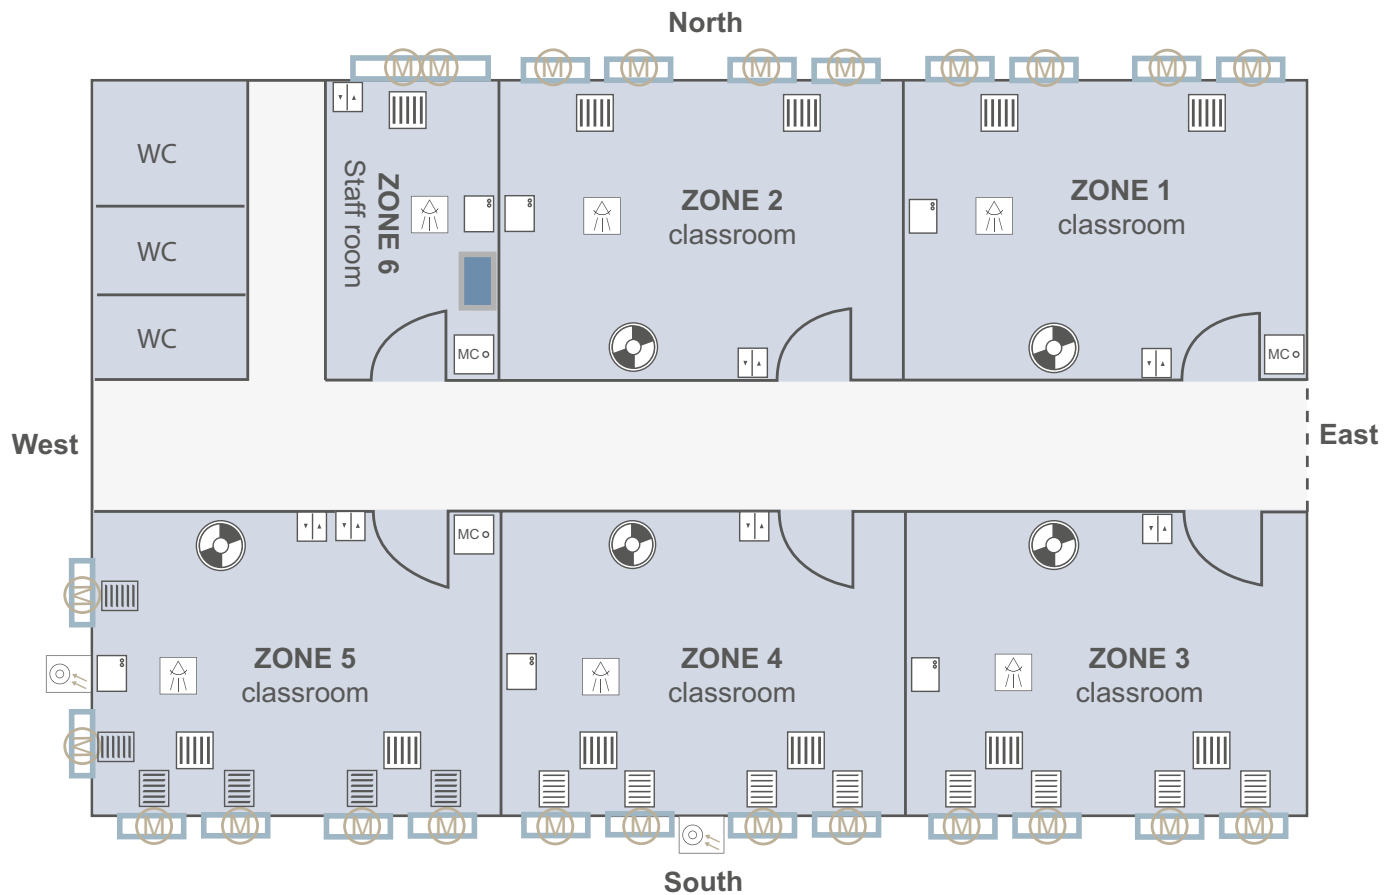 North
M M M M M M M M M M
WC
WC
WC
ZONE 6
Staff room
ZONE 2
classroom
ZONE 1
classroom
MC
MC
West
East
MC
M
M
ZONE 5
classroom
ZONE 4
classroom
ZONE 3
classroom
M M M M M M M M M M M M
South